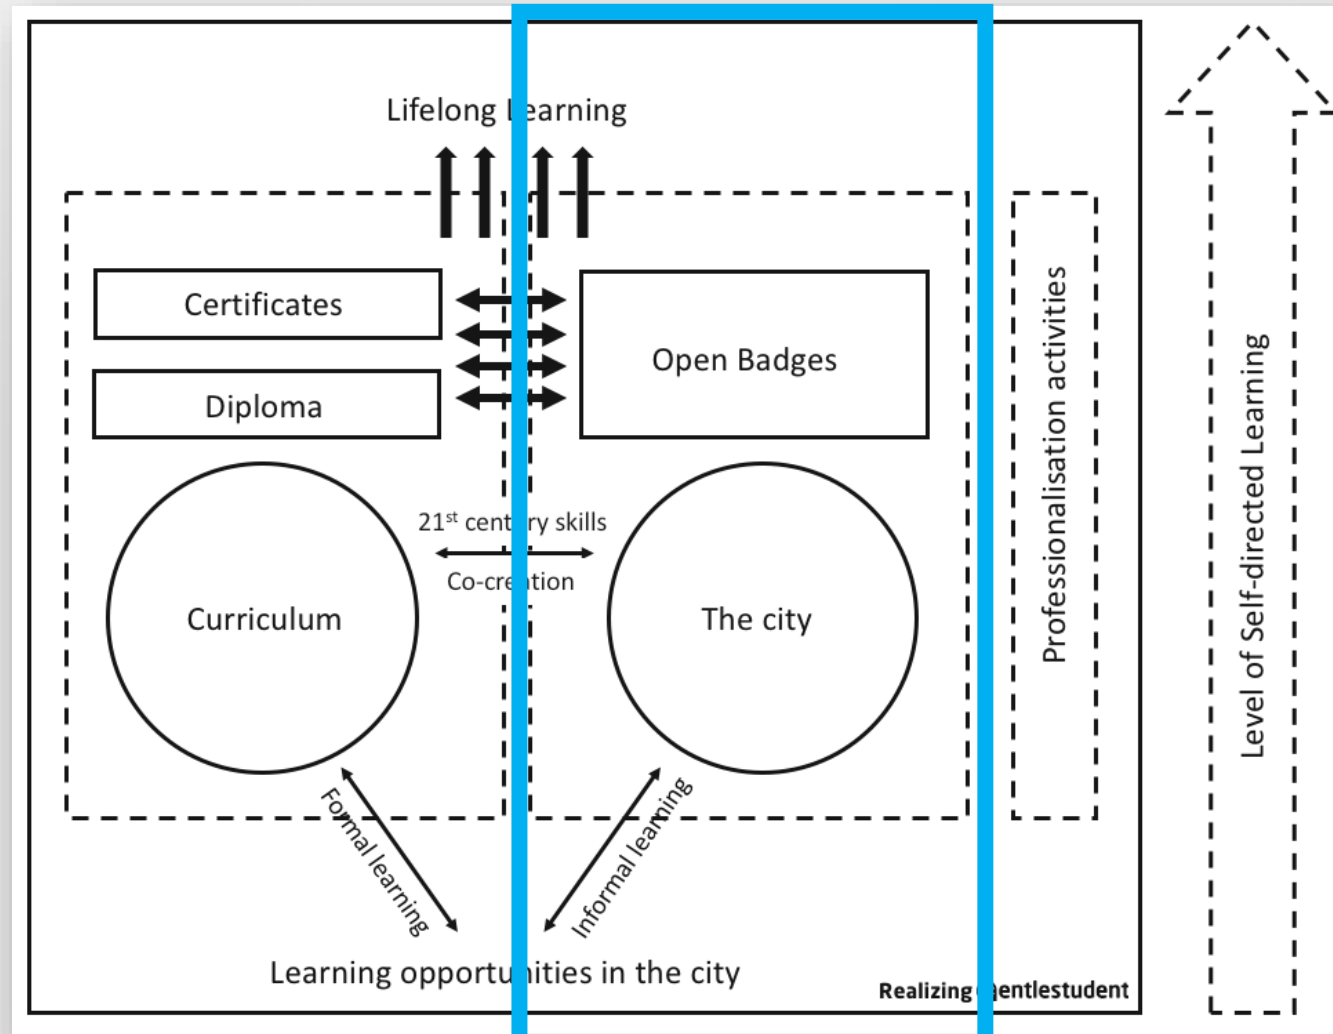 Lifelong Learning
Certificates
Diploma
Open Badges
21st century skills
Co-creation
Curriculum
The city
Formal learning
Informal learning
Learning opportunities in the city
Professionalisation activities
Level of Self-directed Learning
Realizing @gentlestudent